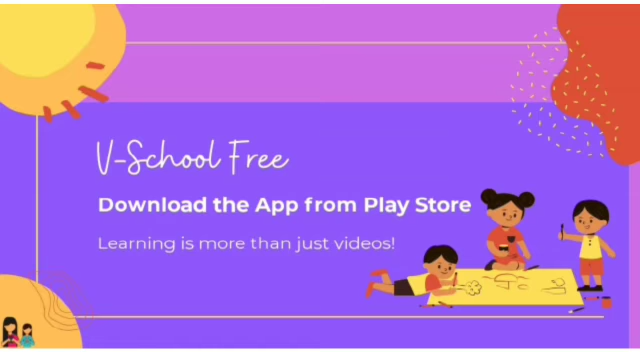 V-School Free
Download the App from Play Store
Learning is more than just videos!